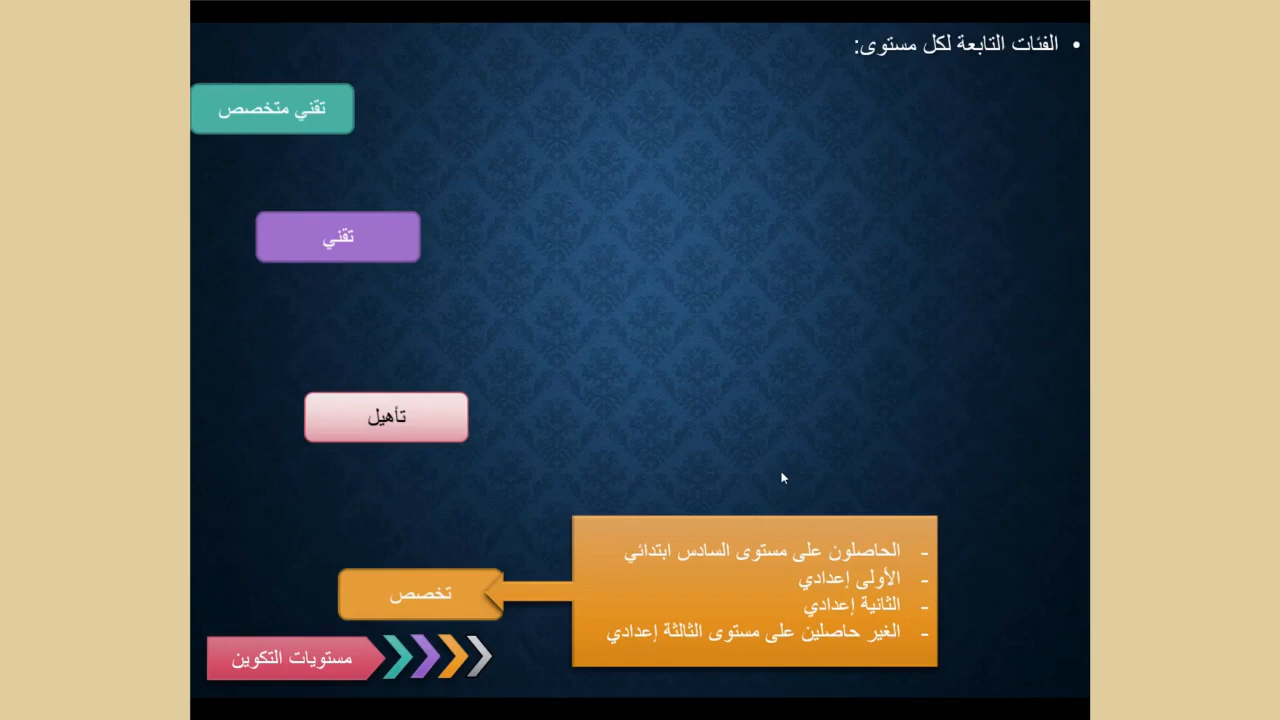 • الفئات التابعة لكل مستوى:
تقني متخصص
تقني
تأهيل
- الحاصلون على مستوى السادس ابتدائي
- الأولى إعدادي
- الثانية إعدادي
- الغير حاصلين على مستوى الثالثة إعدادي
تخصص
مستويات التكوين